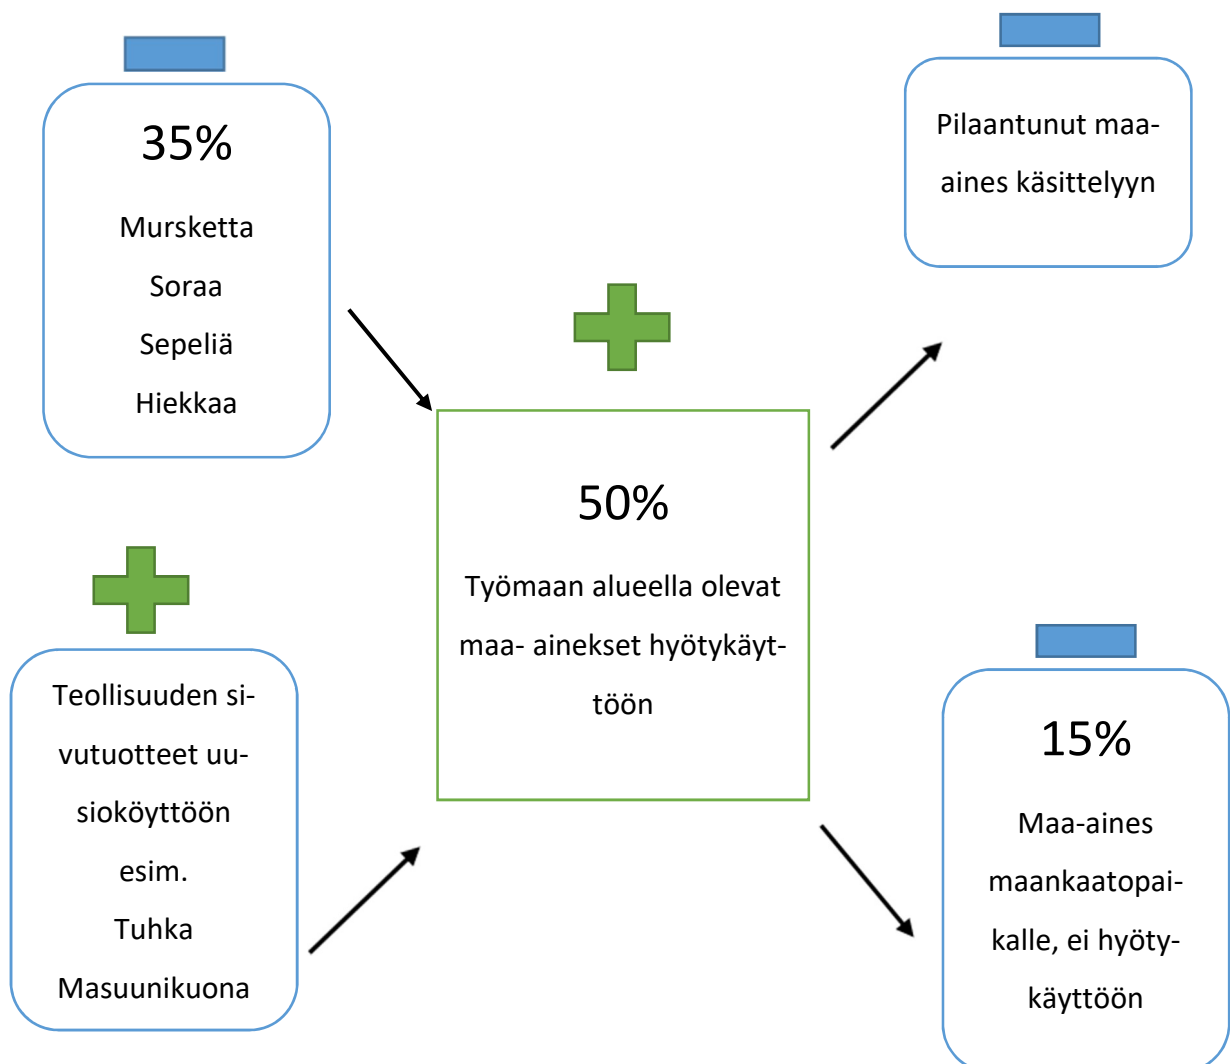 35%
Mursketta
Soraa
Sepeliä
Hiekkaa
Pilaantunut maa-
aines käsittelyyn
50%
Työmaan alueella olevat
maa- ainekset hyötykäyt-
töön
Teollisuuden si-
vutuotteet uu-
siokÖyttöön
esim.
Tuhka
Masuunikuona
15%
Maa-aines
maankaatopai-
kalle, ei hyöty-
käyttöön